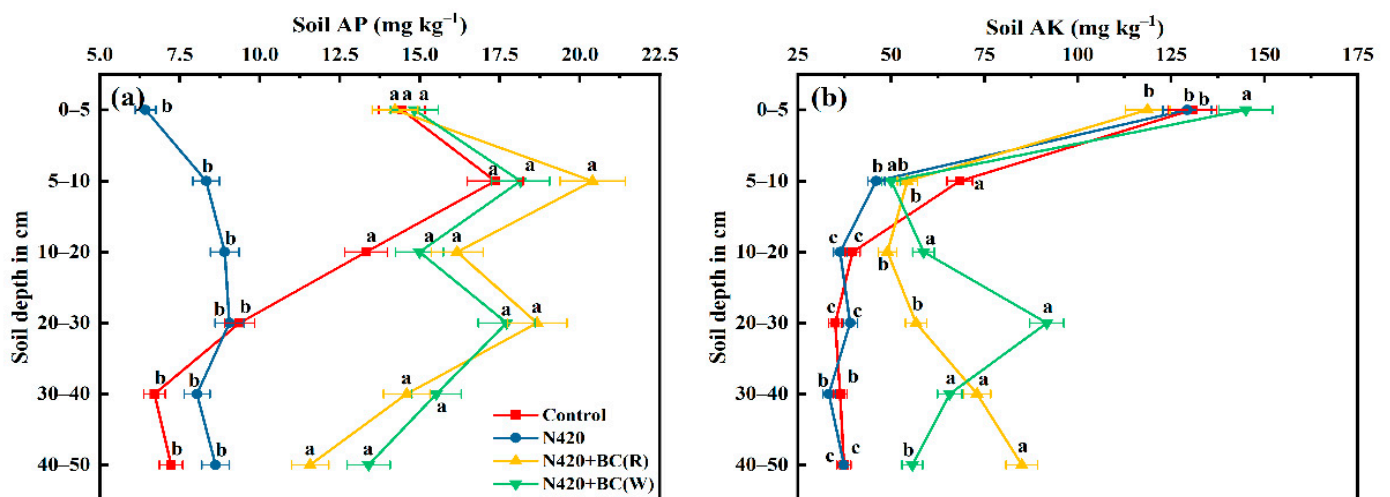 Soil AP (mg kg⁻¹)
5.0 7.5 10.0 12.5 15.0 17.5 20.0 22.5
(a)
Soil depth in cm
0–5 b a a a
5–10 b a a a
10–20 b a a a
20–30 b b a a
30–40 b b a a
40–50 b b a a
Control
N420
N420+BC(R)
N420+BC(W)
Soil AK (mg kg⁻¹)
25 50 75 100 125 150 175
(b)
Soil depth in cm
0–5 b b b a
5–10 b ab b a
10–20 c c b a
20–30 c c b a
30–40 b b a a
40–50 c c b a